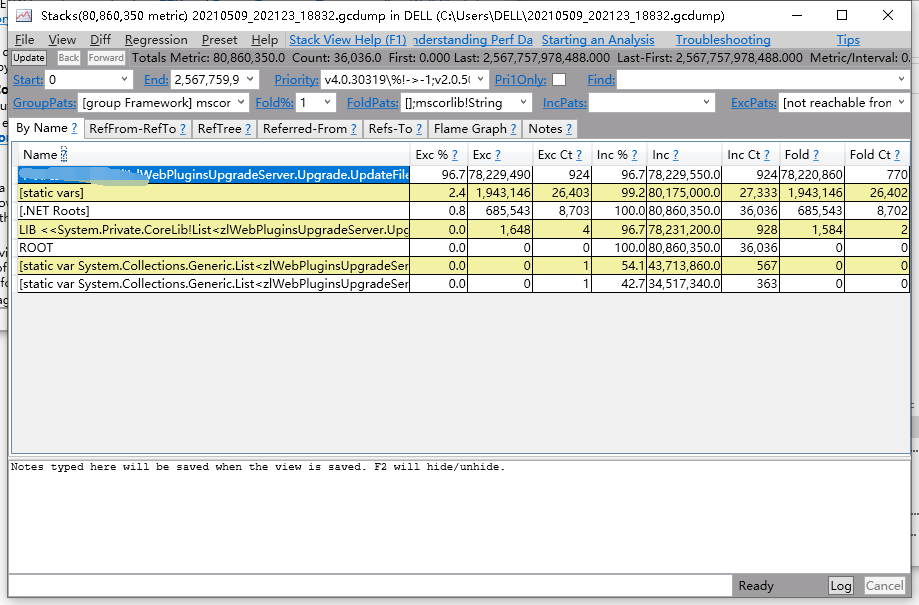 Stacks(80,860,350 metric) 20210509_202123_18832.gcdump in DELL (C:\Users\DELL\20210509_202123_18832.gcdump)
File View Diff Regression Preset Help Stack View Help (F1) nderstanding Perf Da Starting an Analysis Troubleshooting Tips
Update Back Forward Totals Metric: 80,860,350.0 Count: 36,036.0 First: 0.000 Last: 2,567,757,978,488.000 Last-First: 2,567,757,978,488.000 Metric/Interval: 0.
Start: 0 End: 2,567,759,9 Priority: v4.0.30319\%!->-1;v2.0.50 Pri1Only: Find:
GroupPats: [group Framework] mscor Fold%: 1 FoldPats: [];mscorlib!String IncPats: ExcPats: [not reachable fron
By Name ? RefFrom-RefTo ? RefTree ? Referred-From ? Refs-To ? Flame Graph ? Notes ?
Name ? Exc % ? Exc ? Exc Ct ? Inc % ? Inc ? Inc Ct ? Fold ? Fold Ct ?
WebPluginsUpgradeServer.Upgrade.UpdateFile 96.7 78,229,490 924 96.7 78,229,550.0 924 78,220,860 770
[static vars] 2.4 1,943,146 26,403 99.2 80,175,000.0 27,333 1,943,146 26,402
[.NET Roots] 0.8 685,543 8,703 100.0 80,860,350.0 36,036 685,543 8,702
LIB <<System.Private.CoreLib!List<zlWebPluginsUpgradeServer.Upg 0.0 1,648 4 96.7 78,231,200.0 928 1,584 2
ROOT 0.0 0 0 100.0 80,860,350.0 36,036 0 0
[static var System.Collections.Generic.List<zlWebPluginsUpgradeSer 0.0 0 1 54.1 43,713,860.0 567 0 0
[static var System.Collections.Generic.List<zlWebPluginsUpgradeSer 0.0 0 1 42.7 34,517,340.0 363 0 0
Notes typed here will be saved when the view is saved. F2 will hide/unhide.
Ready Log Cancel